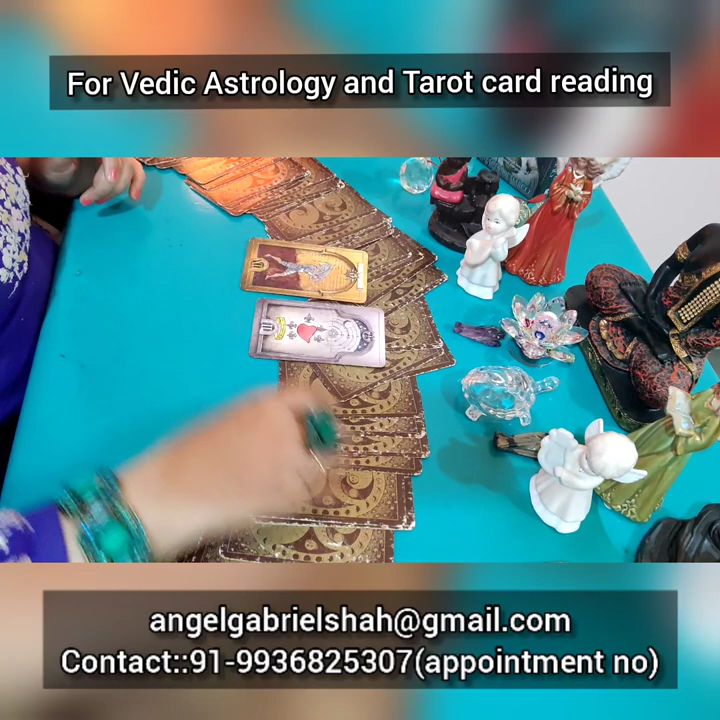 For Vedic Astrology and Tarot card reading
angelgabrielshah@gmail.com
Contact::91-9936825307(appointment no)